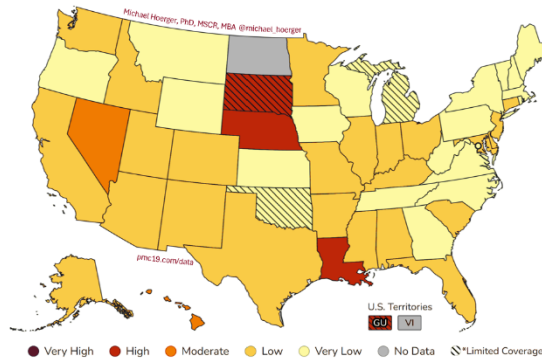 Michael Hoerger, PhD, MSCR, MBA @michael_hoerger
pmc19.com/data
U.S. Territories
GU VI
Very High High Moderate Low Very Low No Data *Limited Coverage